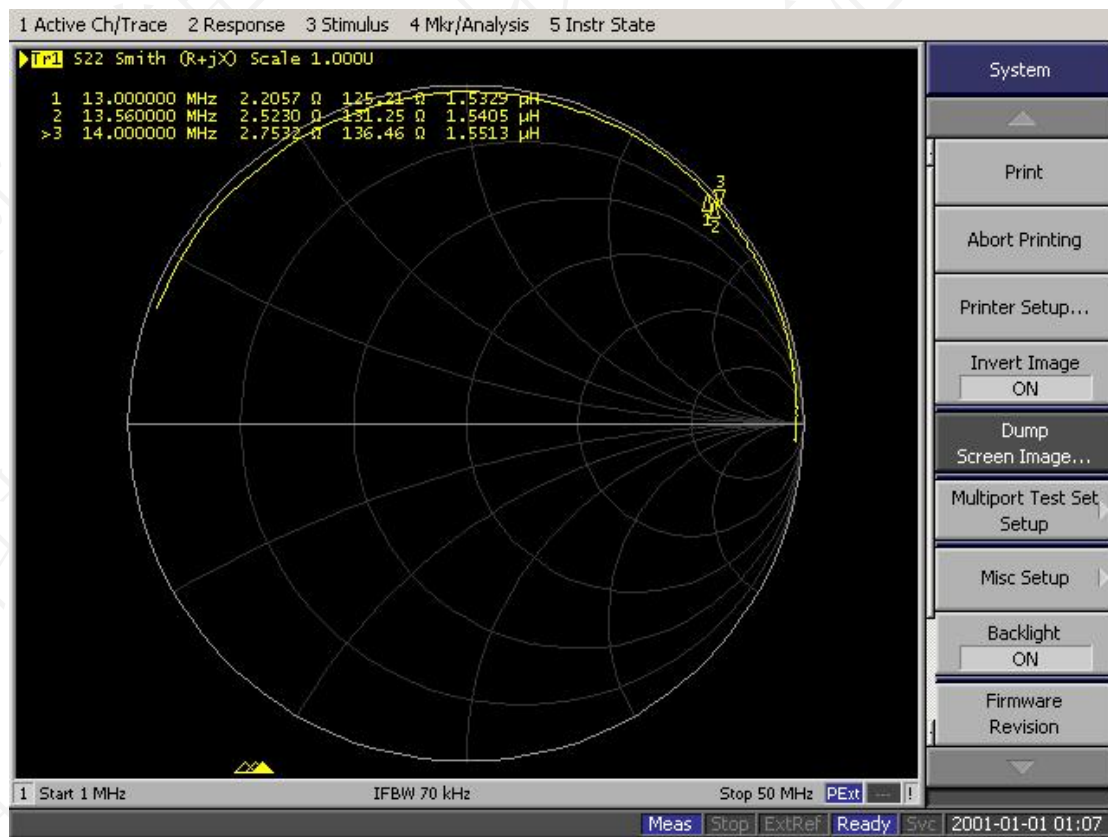 1 Active Ch/Trace 2 Response 3 Stimulus 4 Mkr/Analysis 5 Instr State
Tr1 S22 Smith (R+jX) Scale 1.000U
1 13.000000 MHz 2.2057 Ω 125.21 Ω 1.5329 µH
2 13.560000 MHz 2.5230 Ω 131.25 Ω 1.5405 µH
>3 14.000000 MHz 2.7532 Ω 136.46 Ω 1.5513 µH
3
1
2
System
Print
Abort Printing
Printer Setup...
Invert Image
ON
Dump
Screen Image...
Multiport Test Set
Setup
Misc Setup
Backlight
ON
Firmware
Revision
1 Start 1 MHz IFBW 70 kHz Stop 50 MHz PExt --- !
Meas Stop ExtRef Ready Svc 2001-01-01 01:07